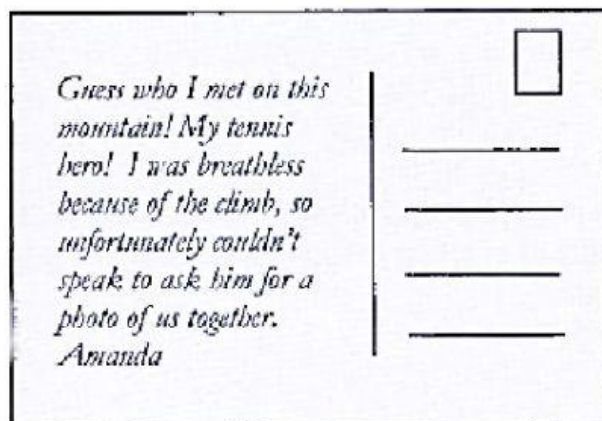 Guess who I met on this
mountain! My tennis
hero! I was breathless
because of the climb, so
unfortunately couldn't
speak to ask him for a
photo of us together.
Amanda